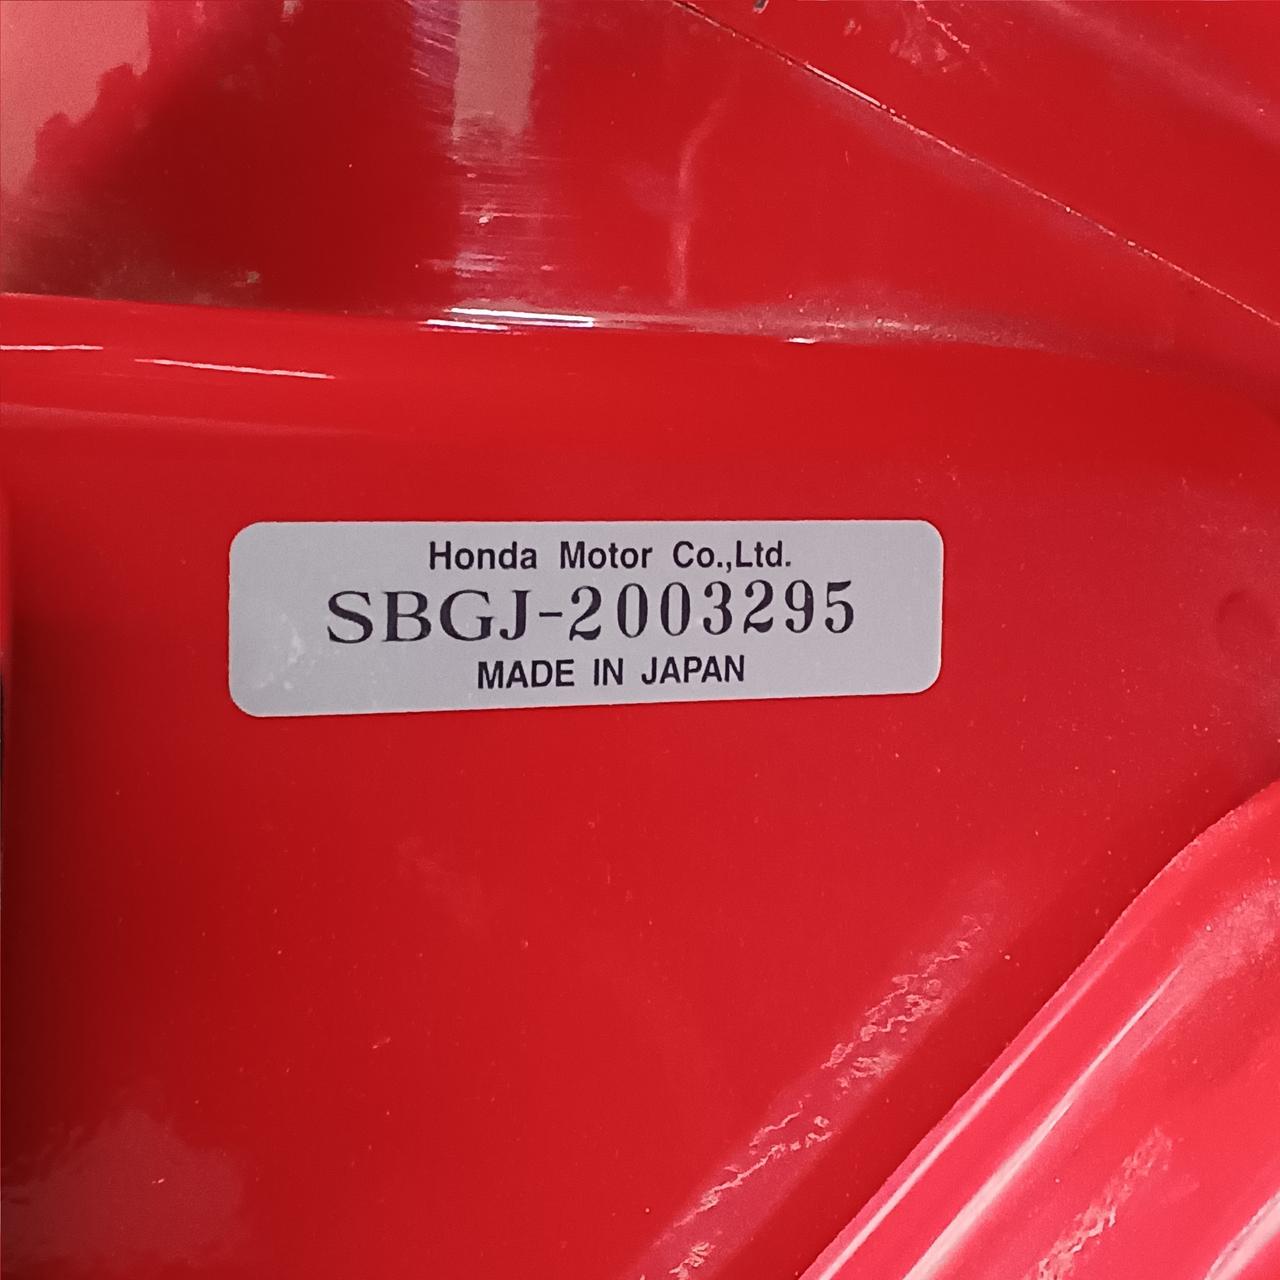 Honda Motor Co.,Ltd.
SBGJ-2003295
MADE IN JAPAN